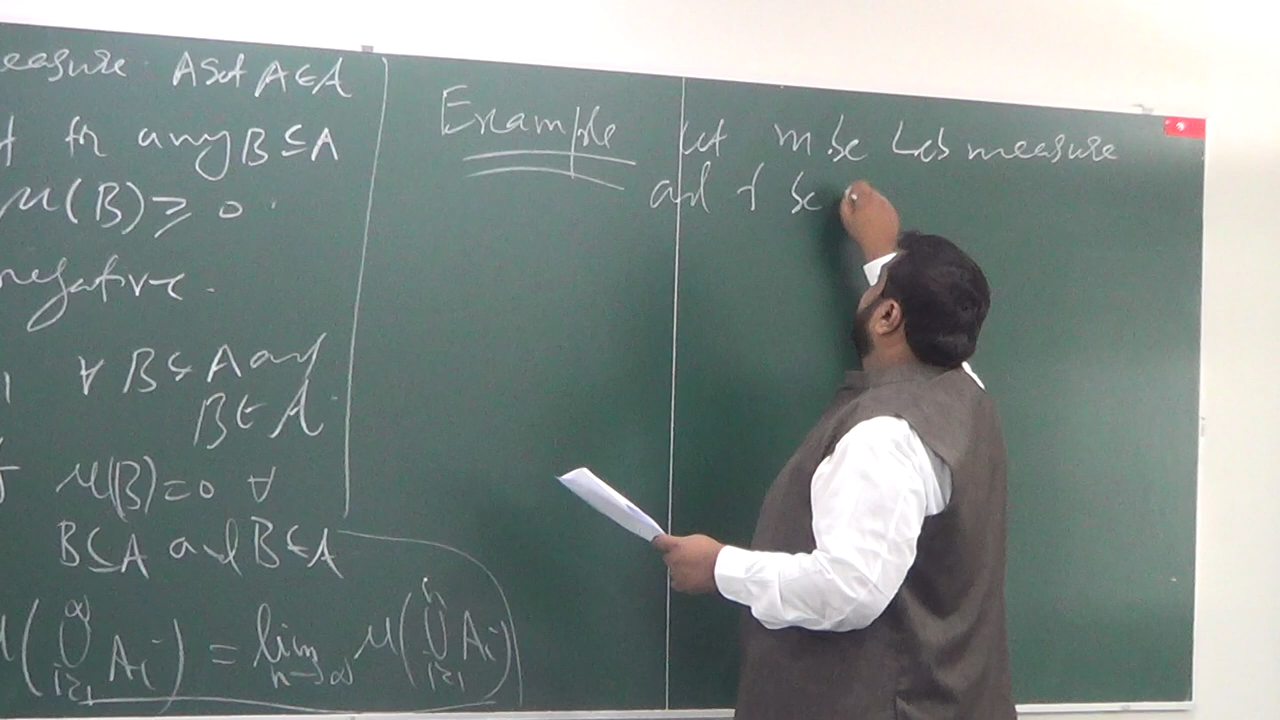 easure. A set A∈𝒜
for any B⊆A
μ(B)≥0.
negative.
∀ B⊆A and
B∈𝒜.
μ(B)=0 ∀
B⊆A and B∈𝒜
μ(⋃_{i=1}^{∞} A_i) = lim_{n→∞} μ(⋃_{i=1}^{n} A_i)
Example let m be Leb measure
and f be